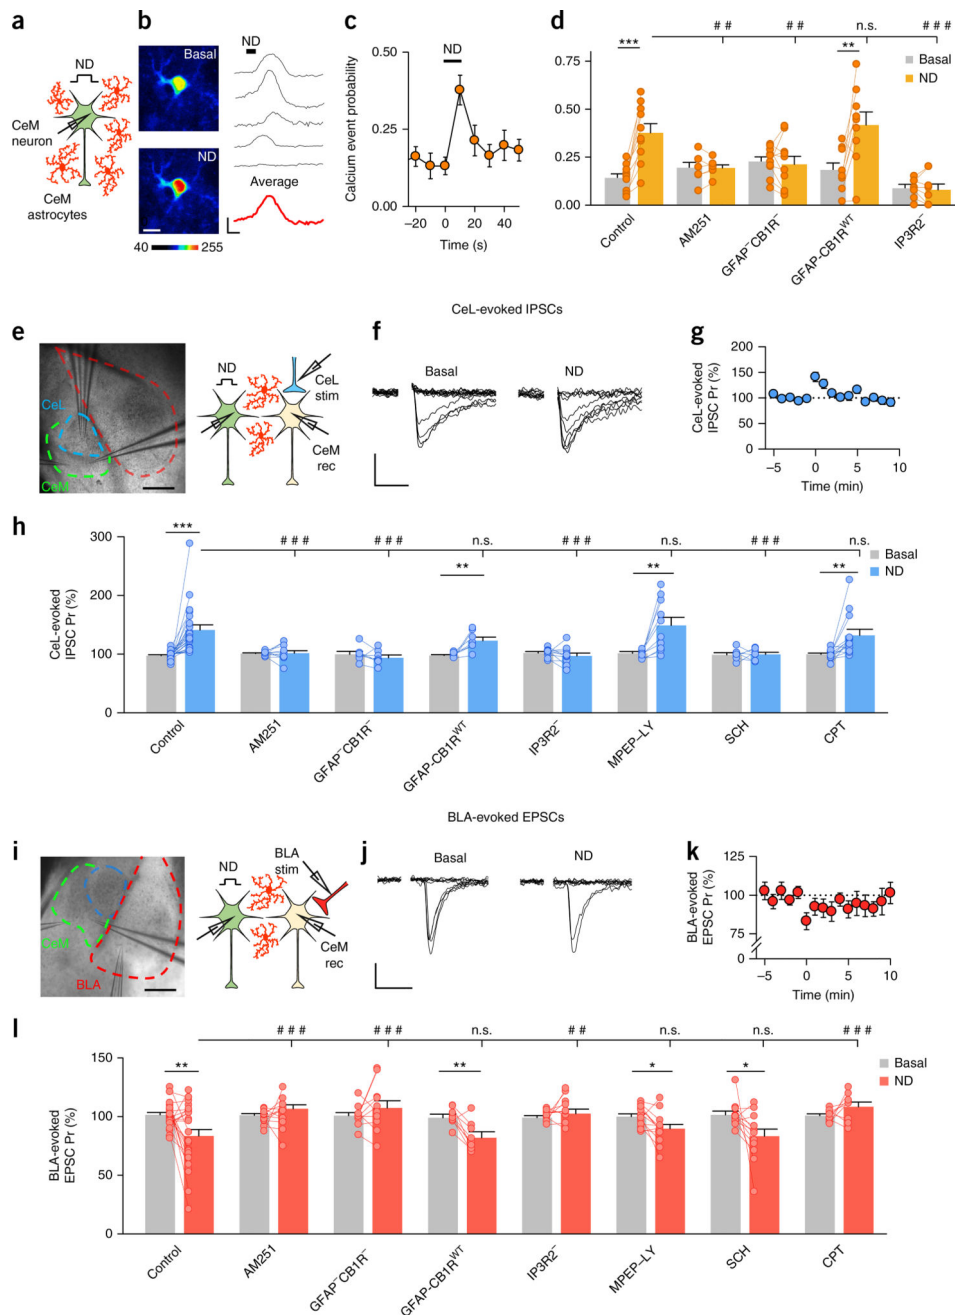 a
ND
CeM
neuron
CeM
astrocytes
b
Basal
ND
40
255
ND
Average
c
ND
Calcium event probability
0.50
0.25
0
-20
0
20
40
Time (s)
d
***
##
##
n.s.
**
###
Basal
ND
0.75
0.50
0.25
0.00
Control
AM251
GFAP⁻CB1R⁻
GFAP-CB1Rᵂᵀ
IP3R2⁻
CeL-evoked IPSCs
e
CeL
CeM
ND
CeL
stim
CeM
rec
f
Basal
ND
g
CeL-evoked
IPSC Pr (%)
150
100
50
0
-5
0
5
10
Time (min)
h
***
###
###
n.s.
**
###
n.s.
**
###
n.s.
**
Basal
ND
CeL-evoked
IPSC Pr (%)
300
200
100
0
Control
AM251
GFAP⁻CB1R⁻
GFAP-CB1Rᵂᵀ
IP3R2⁻
MPEP–LY
SCH
CPT
BLA-evoked EPSCs
i
CeM
BLA
ND
BLA
stim
CeM
rec
j
Basal
ND
k
BLA-evoked
EPSC Pr (%)
125
100
75
0
-5
0
5
10
Time (min)
l
**
###
###
n.s.
**
##
n.s.
*
n.s.
*
###
Basal
ND
BLA-evoked
EPSC Pr (%)
150
100
50
0
Control
AM251
GFAP⁻CB1R⁻
GFAP-CB1Rᵂᵀ
IP3R2⁻
MPEP-LY
SCH
CPT